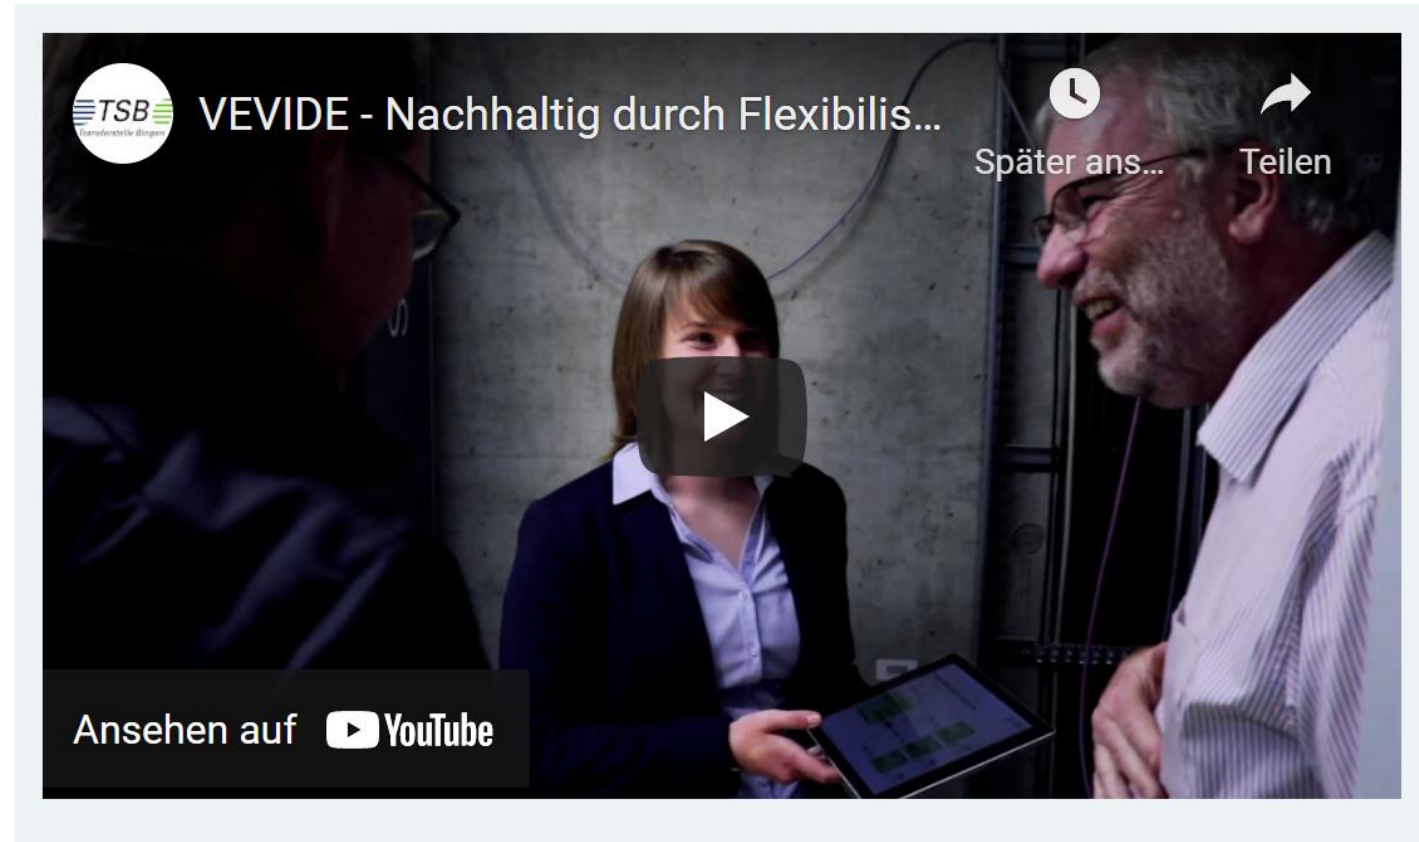 TSB
Transferstelle Bingen
VEVIDE - Nachhaltig durch Flexibilis...
Später ans...
Teilen
S
Ansehen auf YouTube